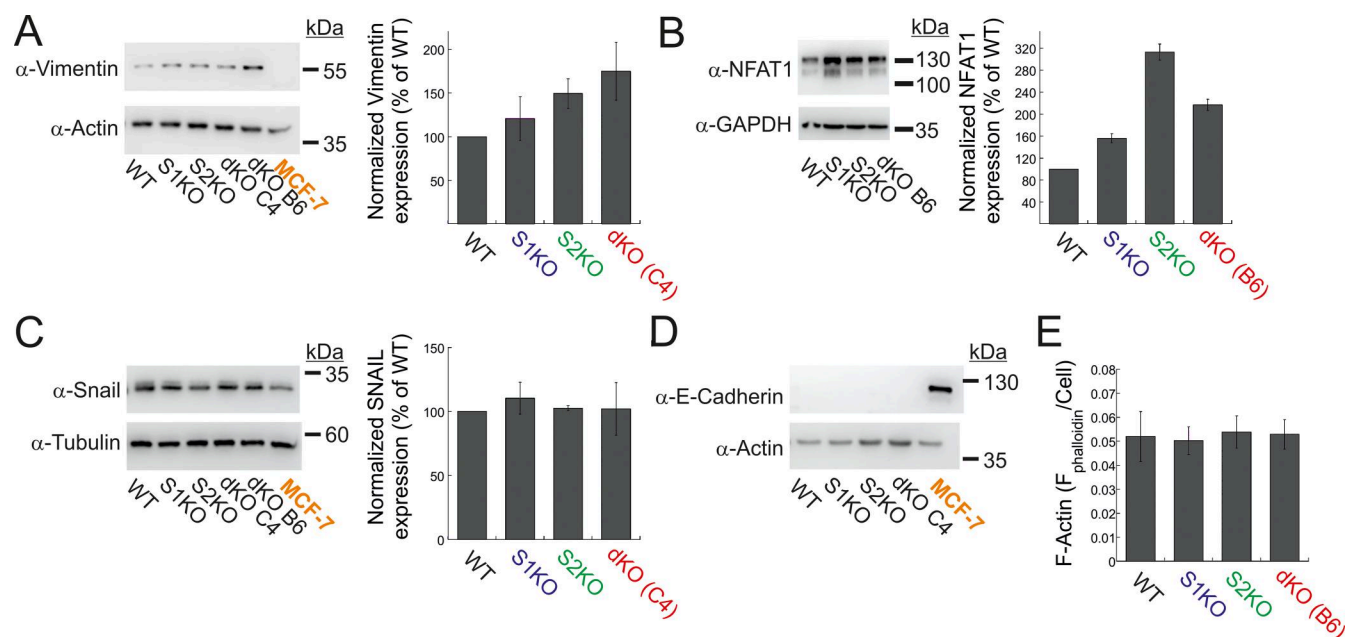 A
kDa
α-Vimentin
55
α-Actin
35
WT
S1KO
S2KO
dKO C4
dKO B6
MCF-7
Normalized Vimentin
expression (% of WT)
200
150
100
50
WT
S1KO
S2KO
dKO (C4)
B
kDa
α-NFAT1
130
100
α-GAPDH
35
WT
S1KO
S2KO
dKO B6
Normalized NFAT1
expression (% of WT)
320
280
240
200
160
120
80
40
WT
S1KO
S2KO
dKO (B6)
C
kDa
α-Snail
35
α-Tubulin
60
WT
S1KO
S2KO
dKO C4
dKO B6
MCF-7
Normalized SNAIL
expression (% of WT)
150
100
50
0
WT
S1KO
S2KO
dKO (C4)
D
kDa
α-E-Cadherin
130
α-Actin
35
WT
S1KO
S2KO
dKO C4
MCF-7
E
F-Actin (Fphalloidin/Cell)
0.08
0.07
0.06
0.05
0.04
0.03
0.02
0.01
0
WT
S1KO
S2KO
dKO (B6)